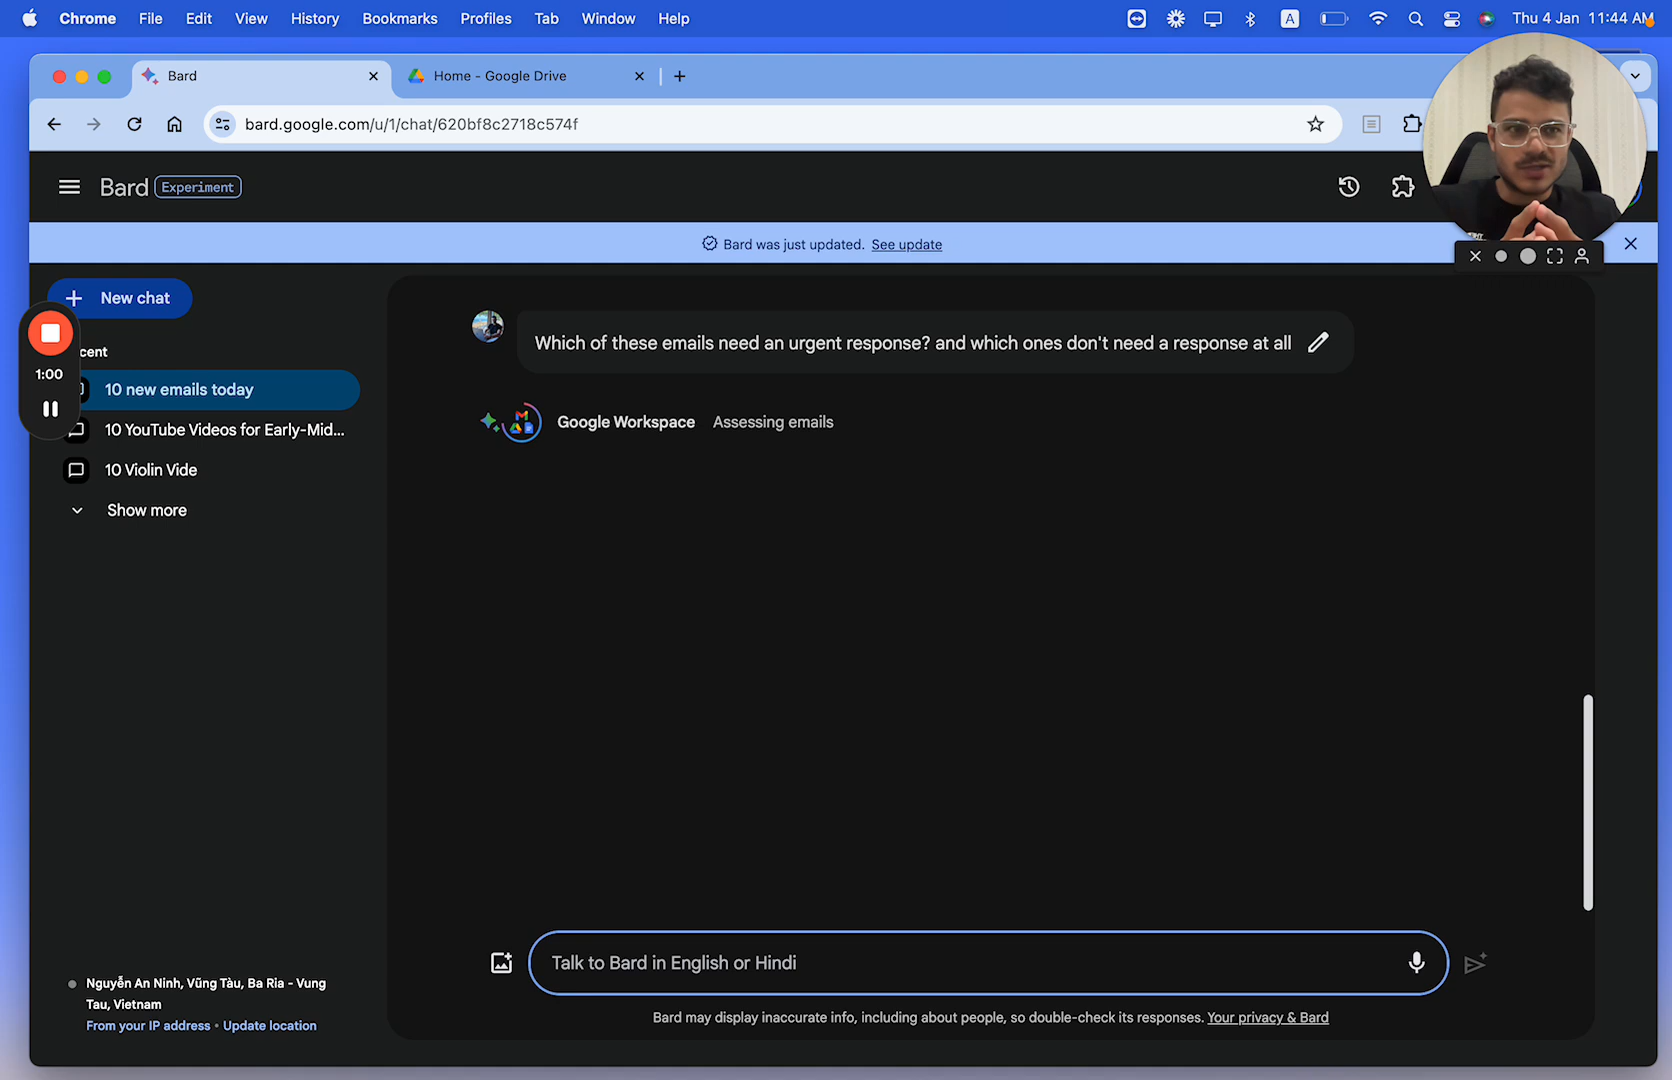 Chrome File Edit View History Bookmarks Profiles Tab Window Help A Thu 4 Jan 11:44 AM
Bard Home - Google Drive
bard.google.com/u/1/chat/620bf8c2718c574f
Bard Experiment
Bard was just updated. See update
New chat
cent
1:00
10 new emails today
10 YouTube Videos for Early-Mid...
10 Violin Vide
Show more
Which of these emails need an urgent response? and which ones don't need a response at all
Google Workspace Assessing emails
Talk to Bard in English or Hindi
Bard may display inaccurate info, including about people, so double-check its responses. Your privacy & Bard
Nguyễn An Ninh, Vũng Tàu, Ba Ria - Vung
Tau, Vietnam
From your IP address • Update location